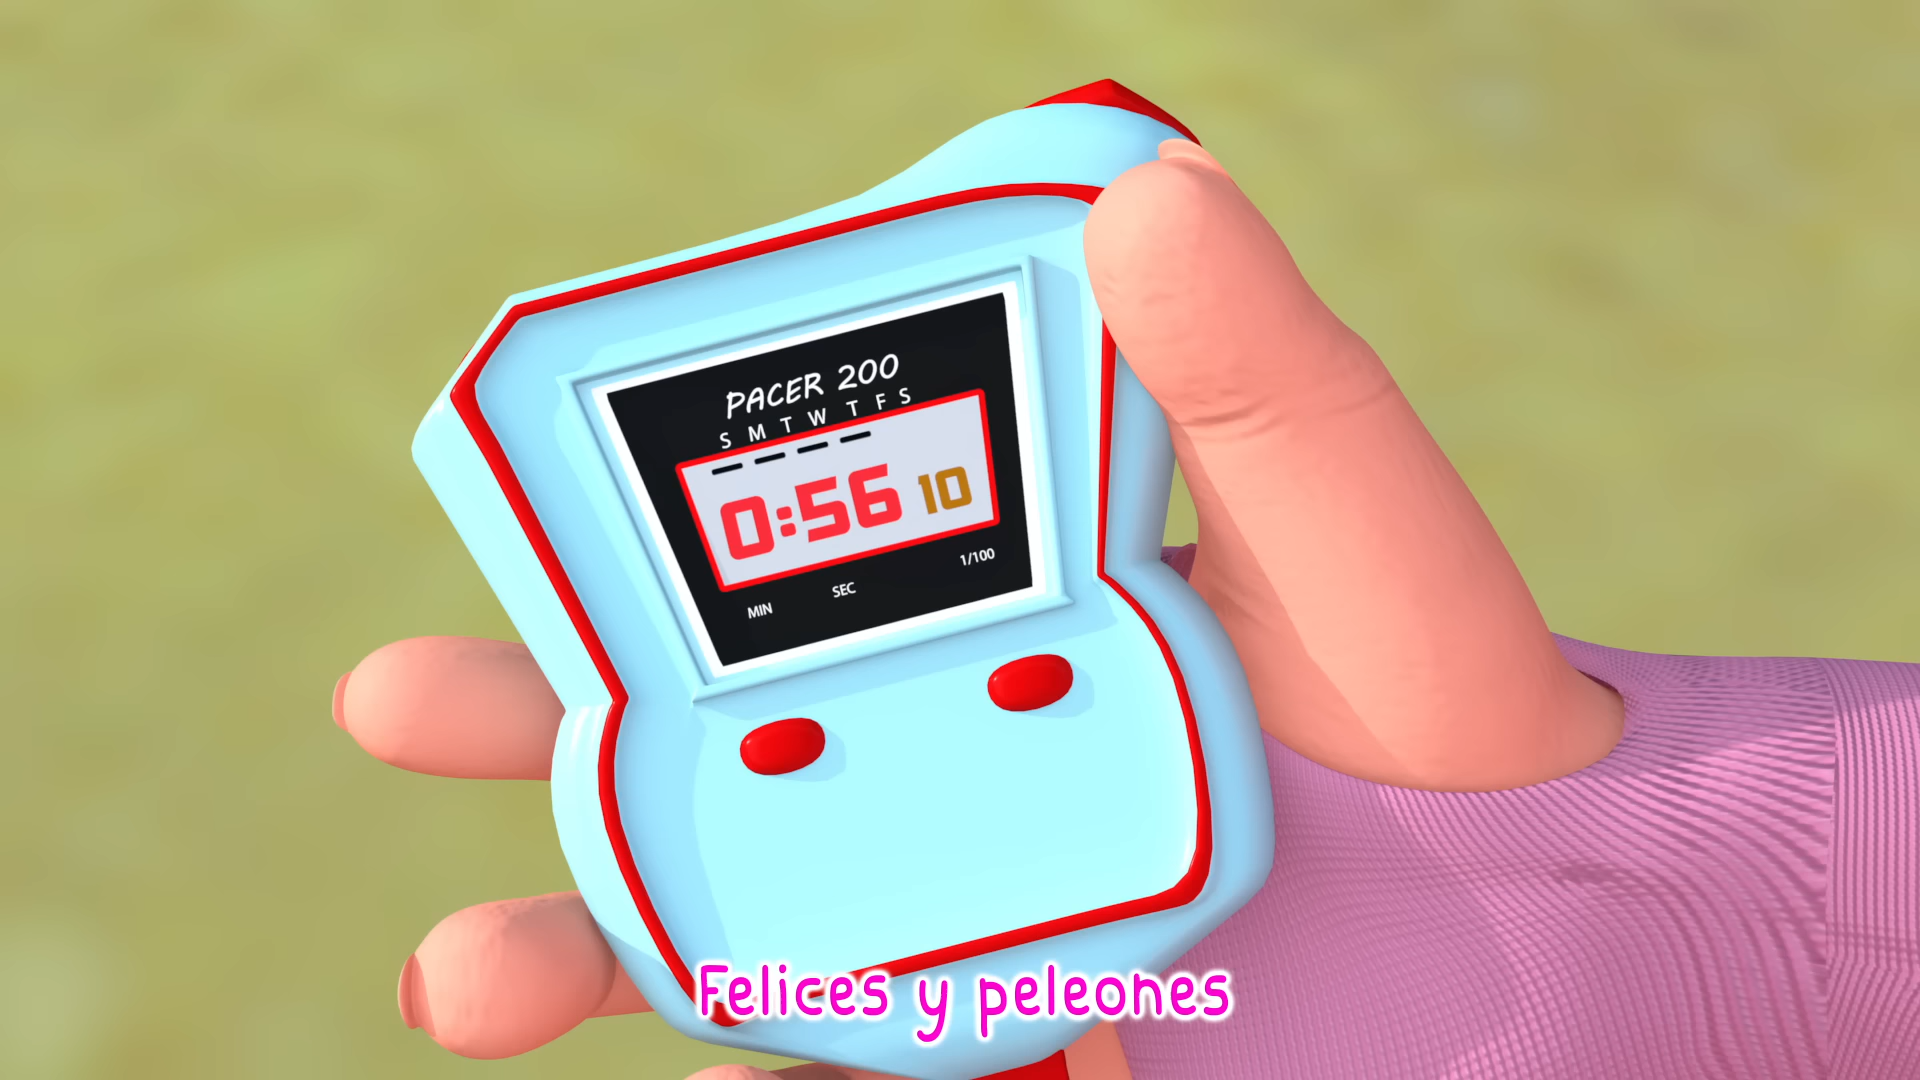 PACER 200
S M T W T F S
0:56 10
MIN SEC 1/100
Felices y peleones